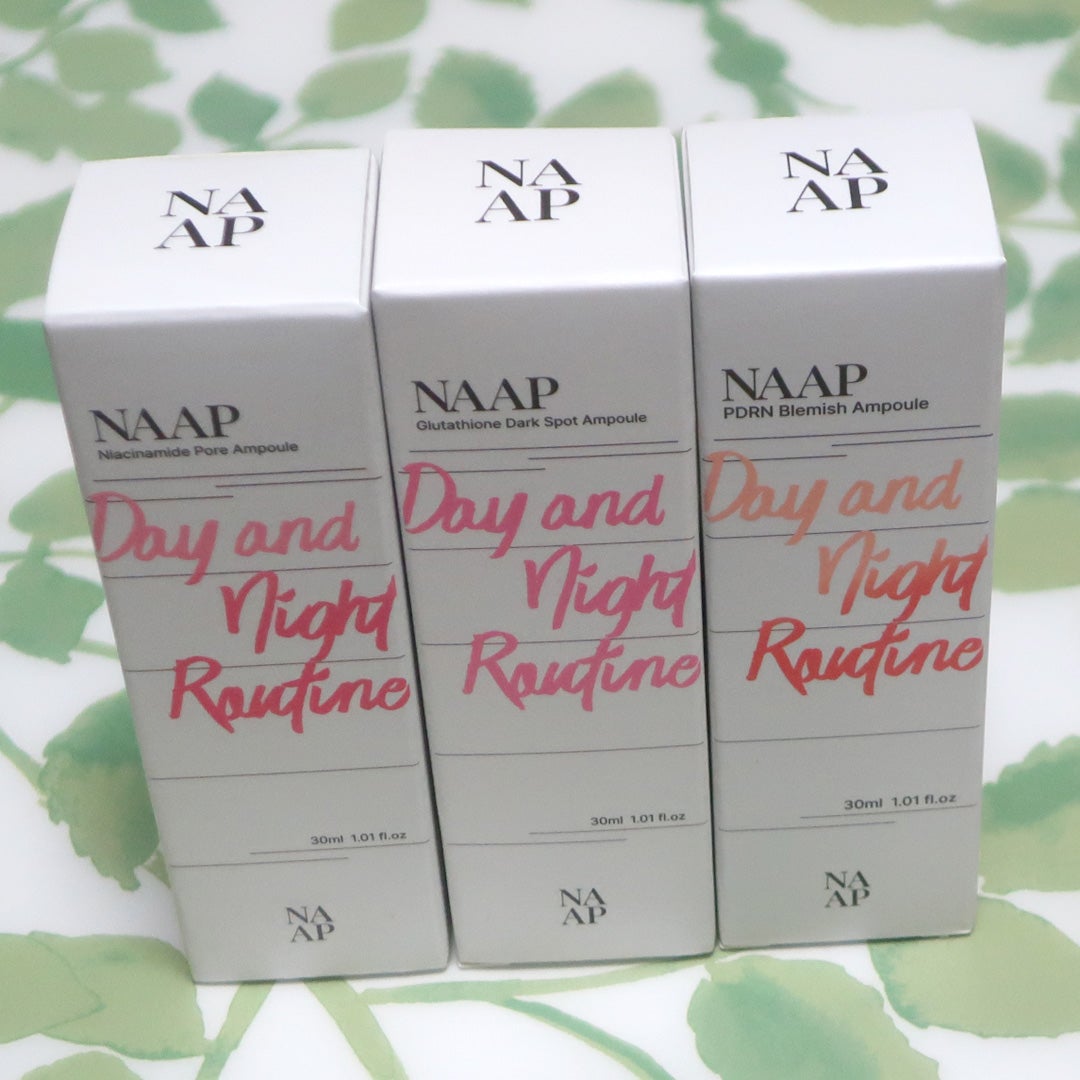 NA
AP
NAAP
Niacinamide Pore Ampoule
Day and
Night
Routine
30ml 1.01 fl.oz
NA
AP
NA
AP
NAAP
Glutathione Dark Spot Ampoule
Day and
Night
Routine
30ml 1.01 fl.oz
NA
AP
NA
AP
NAAP
PDRN Blemish Ampoule
Day and
Night
Routine
30ml 1.01 fl.oz
NA
AP